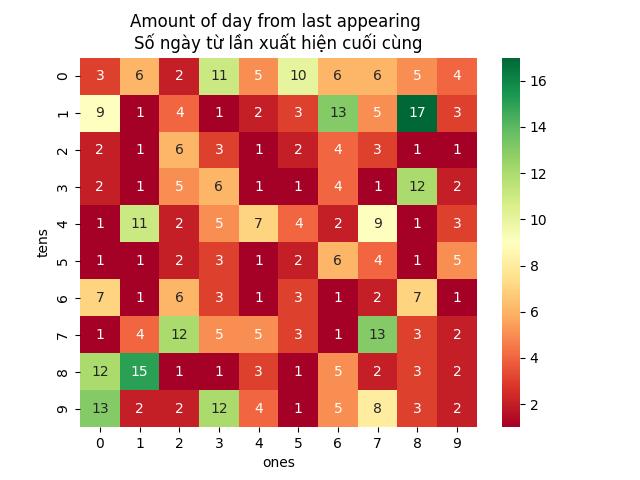 Amount of day from last appearing
Số ngày từ lần xuất hiện cuối cùng
0 3 6 2 11 5 10 6 6 5 4
1 9 1 4 1 2 3 13 5 17 3
2 2 1 6 3 1 2 4 3 1 1
3 2 1 5 6 1 1 4 1 12 2
4 1 11 2 5 7 4 2 9 1 3
5 1 1 2 3 1 2 6 4 1 5
6 7 1 6 3 1 3 1 2 7 1
7 1 4 12 5 5 3 1 13 3 2
8 12 15 1 1 3 1 5 2 3 2
9 13 2 2 12 4 1 5 8 3 2
0 1 2 3 4 5 6 7 8 9
ones
tens
16
14
12
10
8
6
4
2